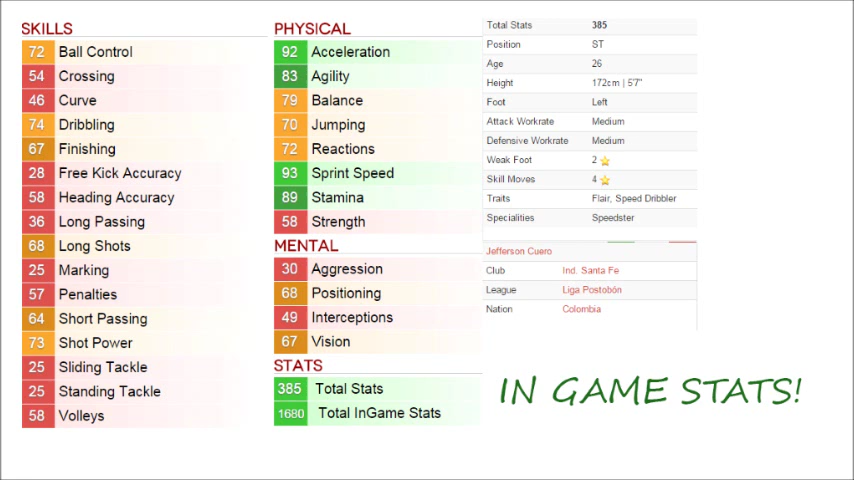 SKILLS
72 Ball Control
54 Crossing
46 Curve
74 Dribbling
67 Finishing
28 Free Kick Accuracy
58 Heading Accuracy
36 Long Passing
68 Long Shots
25 Marking
57 Penalties
64 Short Passing
73 Shot Power
25 Sliding Tackle
25 Standing Tackle
58 Volleys
PHYSICAL
92 Acceleration
83 Agility
79 Balance
70 Jumping
72 Reactions
93 Sprint Speed
89 Stamina
58 Strength
MENTAL
30 Aggression
68 Positioning
49 Interceptions
67 Vision
STATS
385 Total Stats
1680 Total InGame Stats
Total Stats 385
Position ST
Age 26
Height 172cm | 5'7"
Foot Left
Attack Workrate Medium
Defensive Workrate Medium
Weak Foot 2
Skill Moves 4
Traits Flair, Speed Dribbler
Specialities Speedster
Jefferson Cuero
Club Ind. Santa Fe
League Liga Postobón
Nation Colombia
IN GAME STATS!